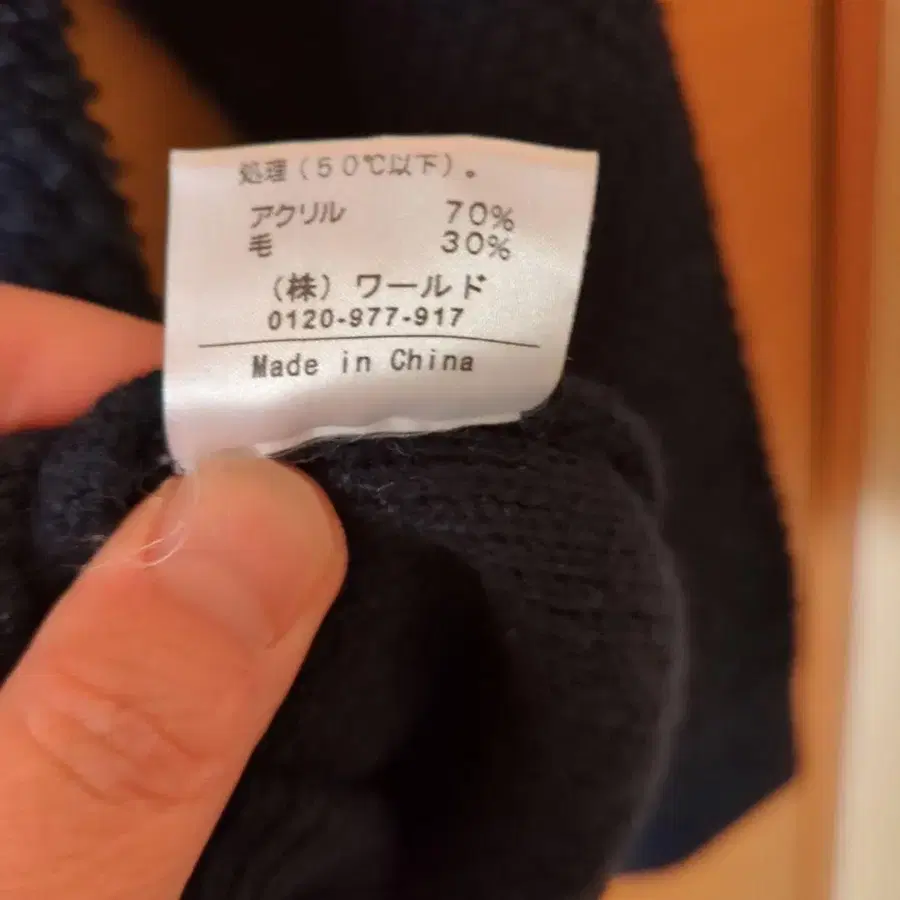 処理(50℃以下)。
アクリル 70%
毛 30%
(株)ワールド
0120-977-917
Made in China